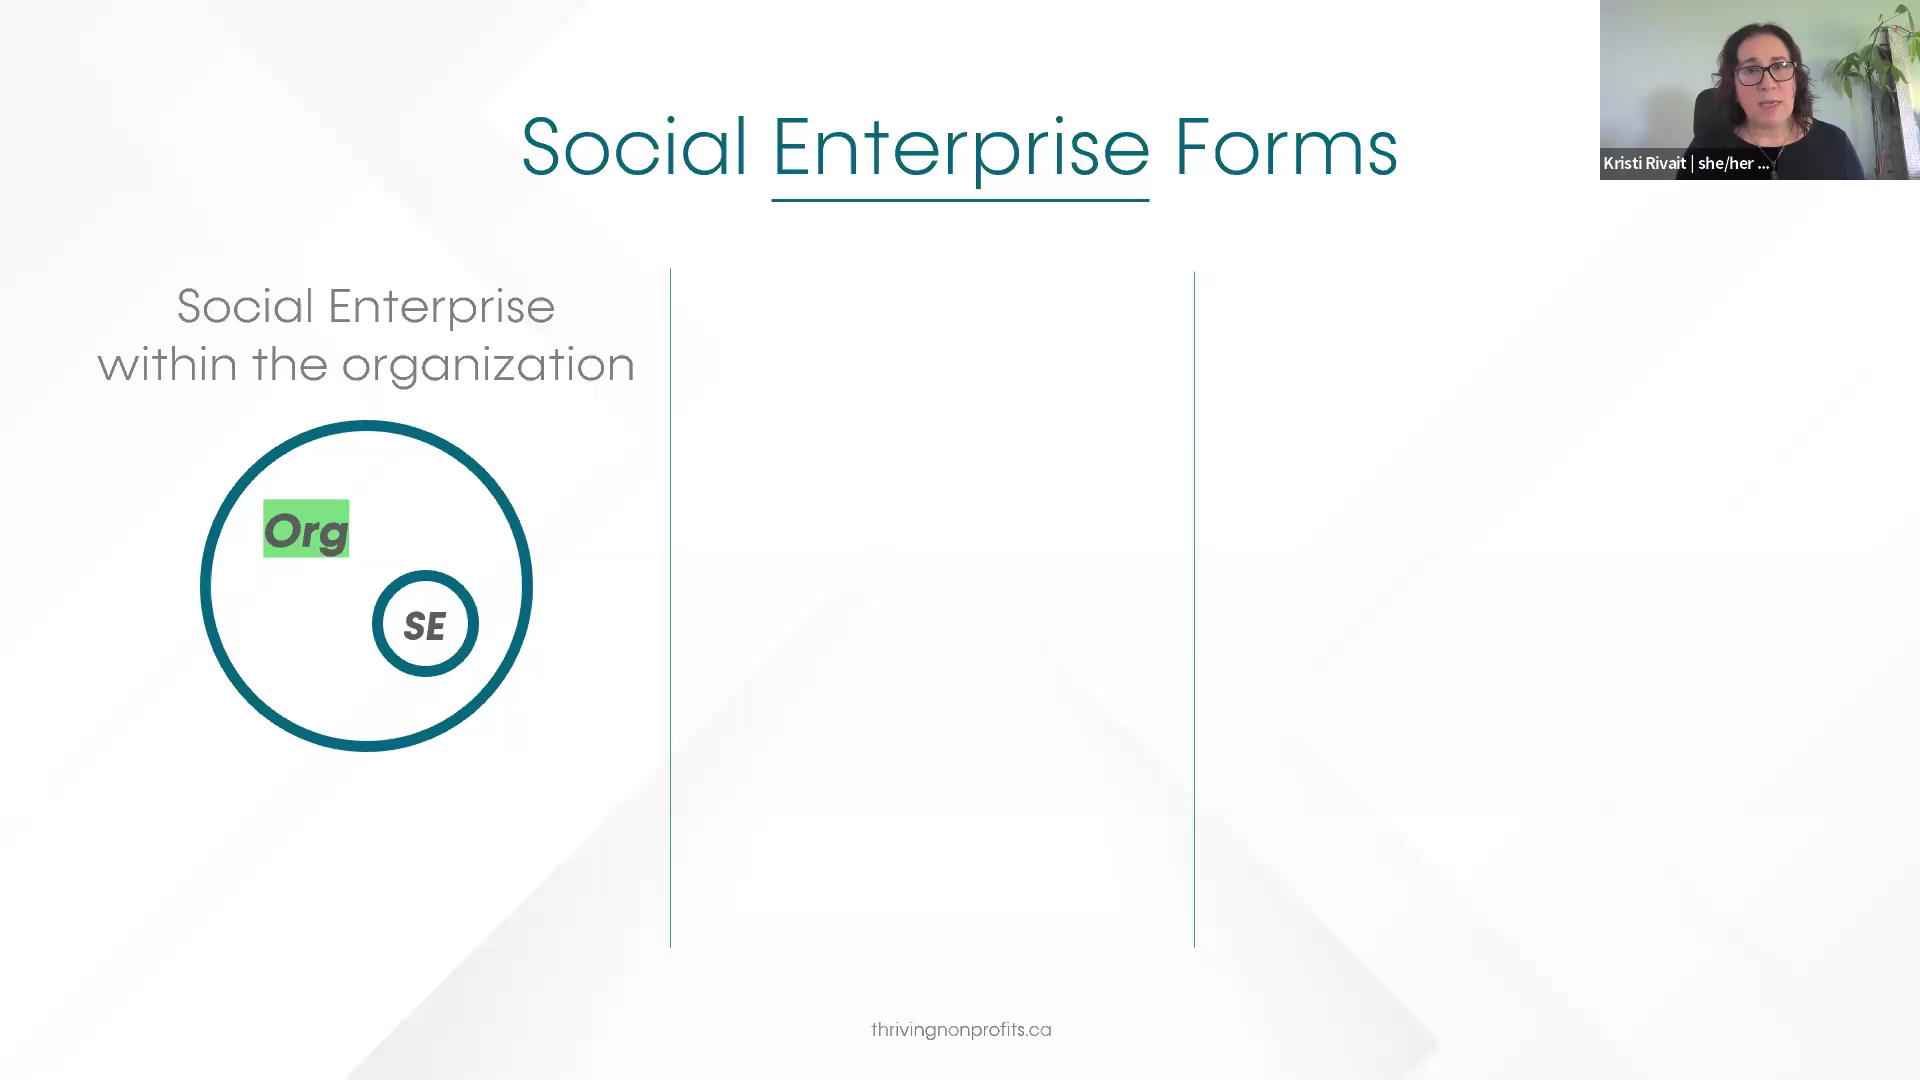 Social Enterprise Forms
Kristi Rivait | she/her ...
Social Enterprise
within the organization
Org
SE
thrivingnonprofits.ca